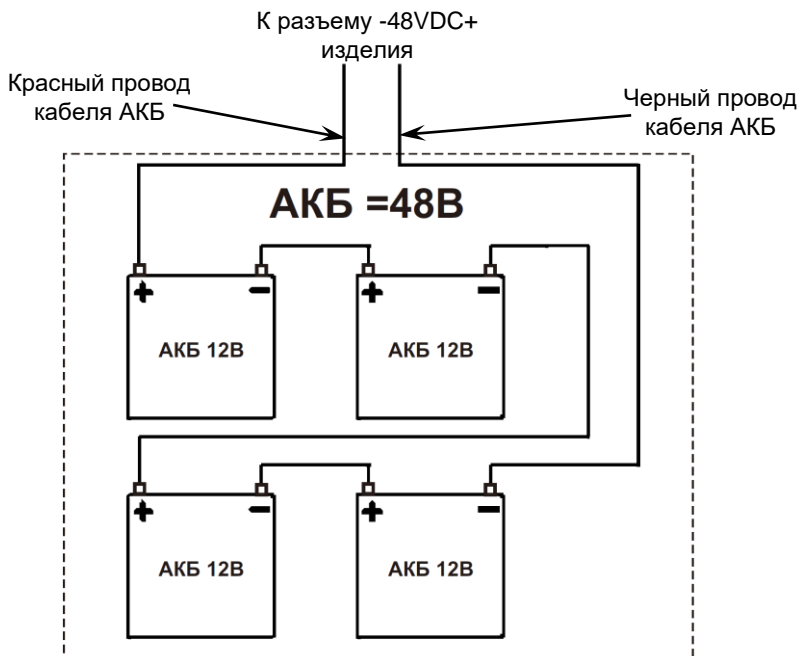 К разъему -48VDC+
изделия
Красный провод
кабеля АКБ
Черный провод
кабеля АКБ
АКБ =48В
+ -
+ -
АКБ 12В
АКБ 12В
+ -
+ -
АКБ 12В
АКБ 12В